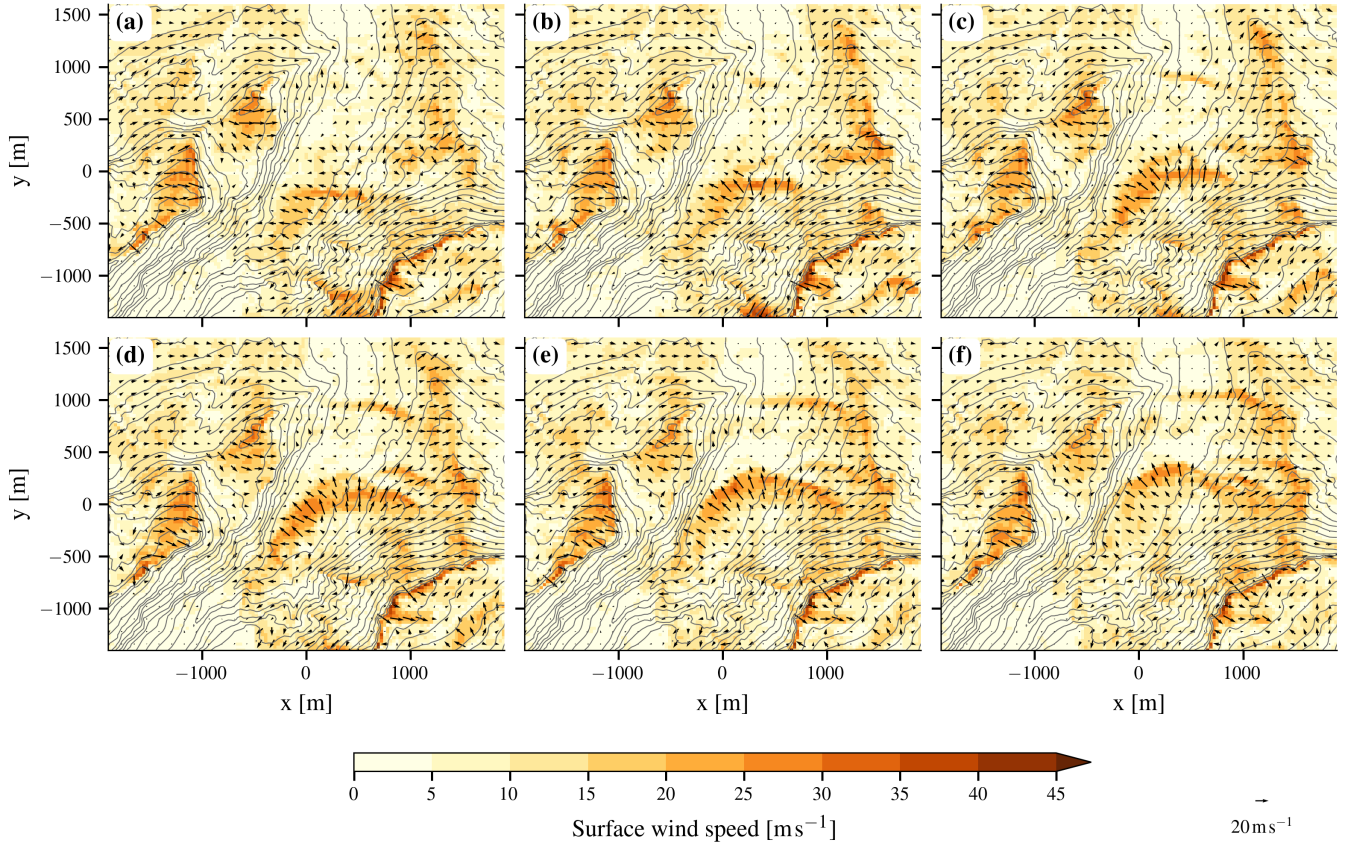 (a) (b) (c)
1500
1000
500
0
−500
−1000
y [m]
(d) (e) (f)
1500
1000
500
0
−500
−1000
y [m]
−1000 0 1000 −1000 0 1000 −1000 0 1000
x [m] x [m] x [m]
0 5 10 15 20 25 30 35 40 45
Surface wind speed [m s⁻¹]
20 m s⁻¹